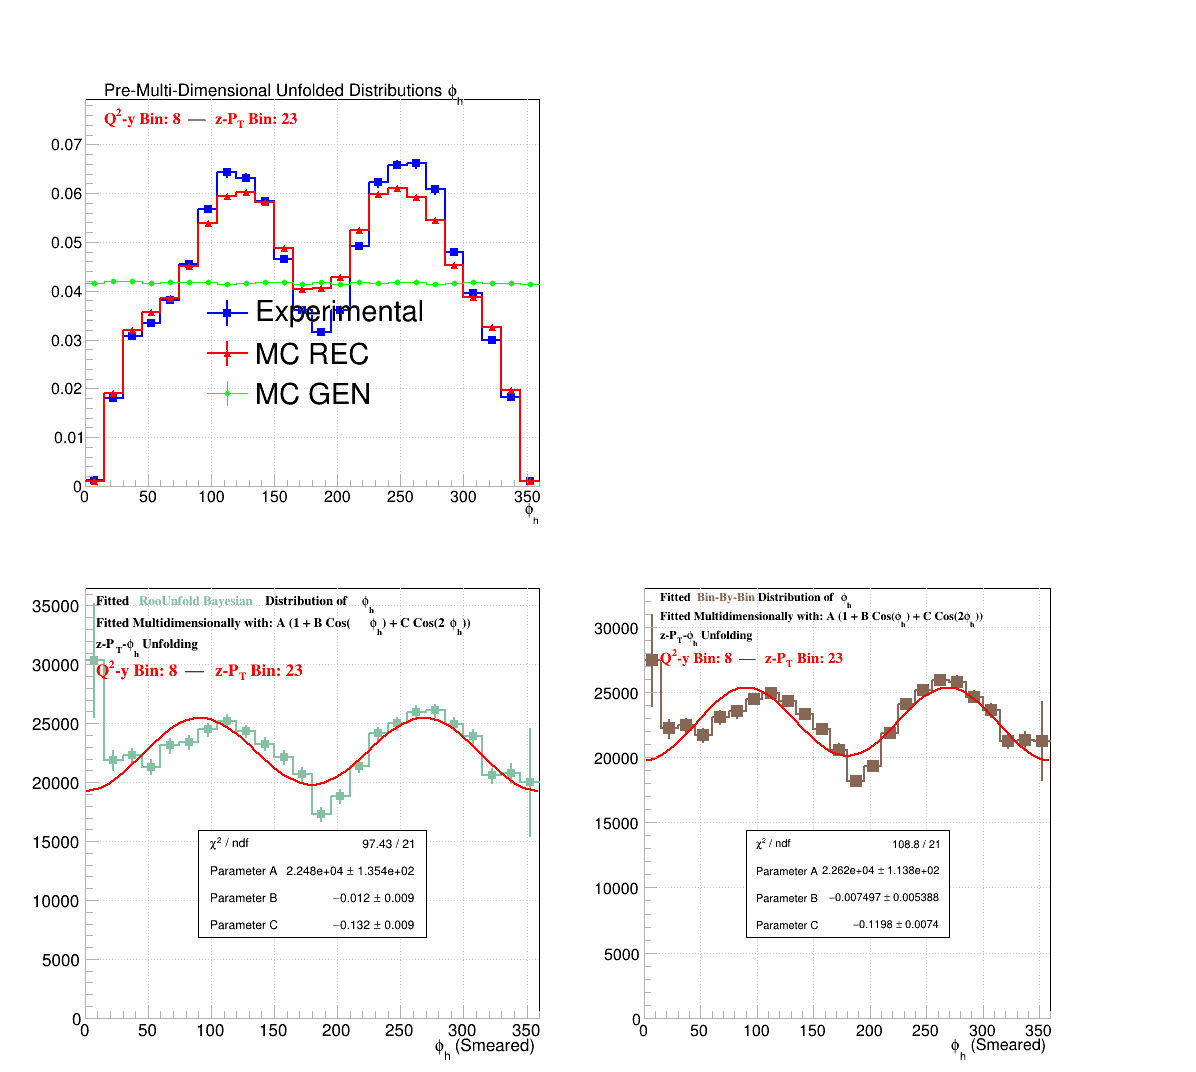 Pre-Multi-Dimensional Unfolded Distributions ϕh
Q²-y Bin: 8 — z-PT Bin: 23
0.07
0.06
0.05
0.04
0.03
0.02
0.01
0
Experimental
MC REC
MC GEN
0 50 100 150 200 250 300 350
ϕh
Fitted RooUnfold Bayesian Distribution of ϕh
Fitted Multidimensionally with: A (1 + B Cos( ϕh) + C Cos(2 ϕh))
z-PT-ϕh Unfolding
Q²-y Bin: 8 — z-PT Bin: 23
35000
30000
25000
20000
15000
10000
5000
0
χ² / ndf 97.43 / 21
Parameter A 2.248e+04 ± 1.354e+02
Parameter B −0.012 ± 0.009
Parameter C −0.132 ± 0.009
0 50 100 150 200 250 300 350
ϕh (Smeared)
Fitted Bin-By-Bin Distribution of ϕh
Fitted Multidimensionally with: A (1 + B Cos(ϕh) + C Cos(2ϕh))
z-PT-ϕh Unfolding
Q²-y Bin: 8 — z-PT Bin: 23
30000
25000
20000
15000
10000
5000
0
χ² / ndf 108.8 / 21
Parameter A 2.262e+04 ± 1.138e+02
Parameter B −0.007497 ± 0.005388
Parameter C −0.1198 ± 0.0074
0 50 100 150 200 250 300 350
ϕh (Smeared)